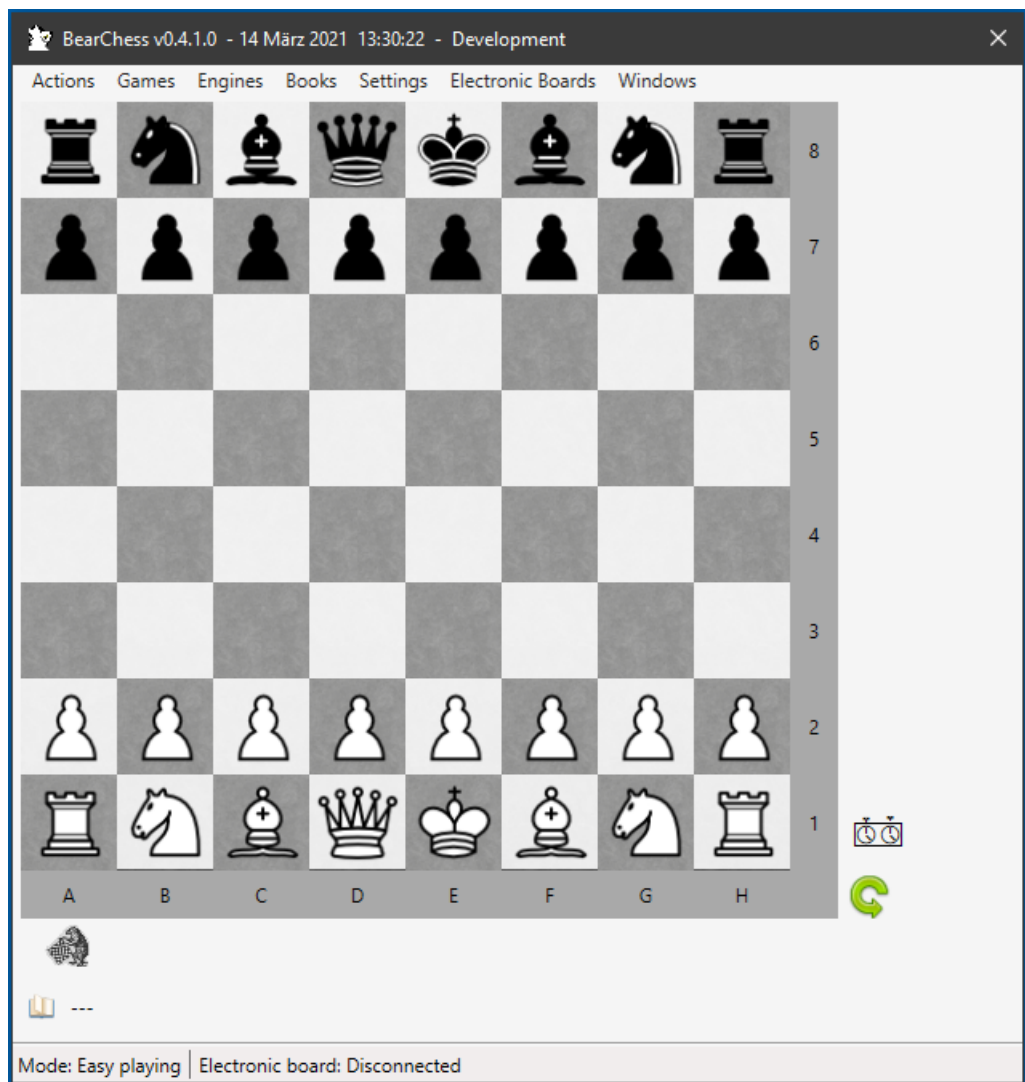 BearChess v0.4.1.0 - 14 März 2021 13:30:22 - Development
Actions Games Engines Books Settings Electronic Boards Windows
8
7
6
5
4
3
2
1
A B C D E F G H
---
Mode: Easy playing Electronic board: Disconnected